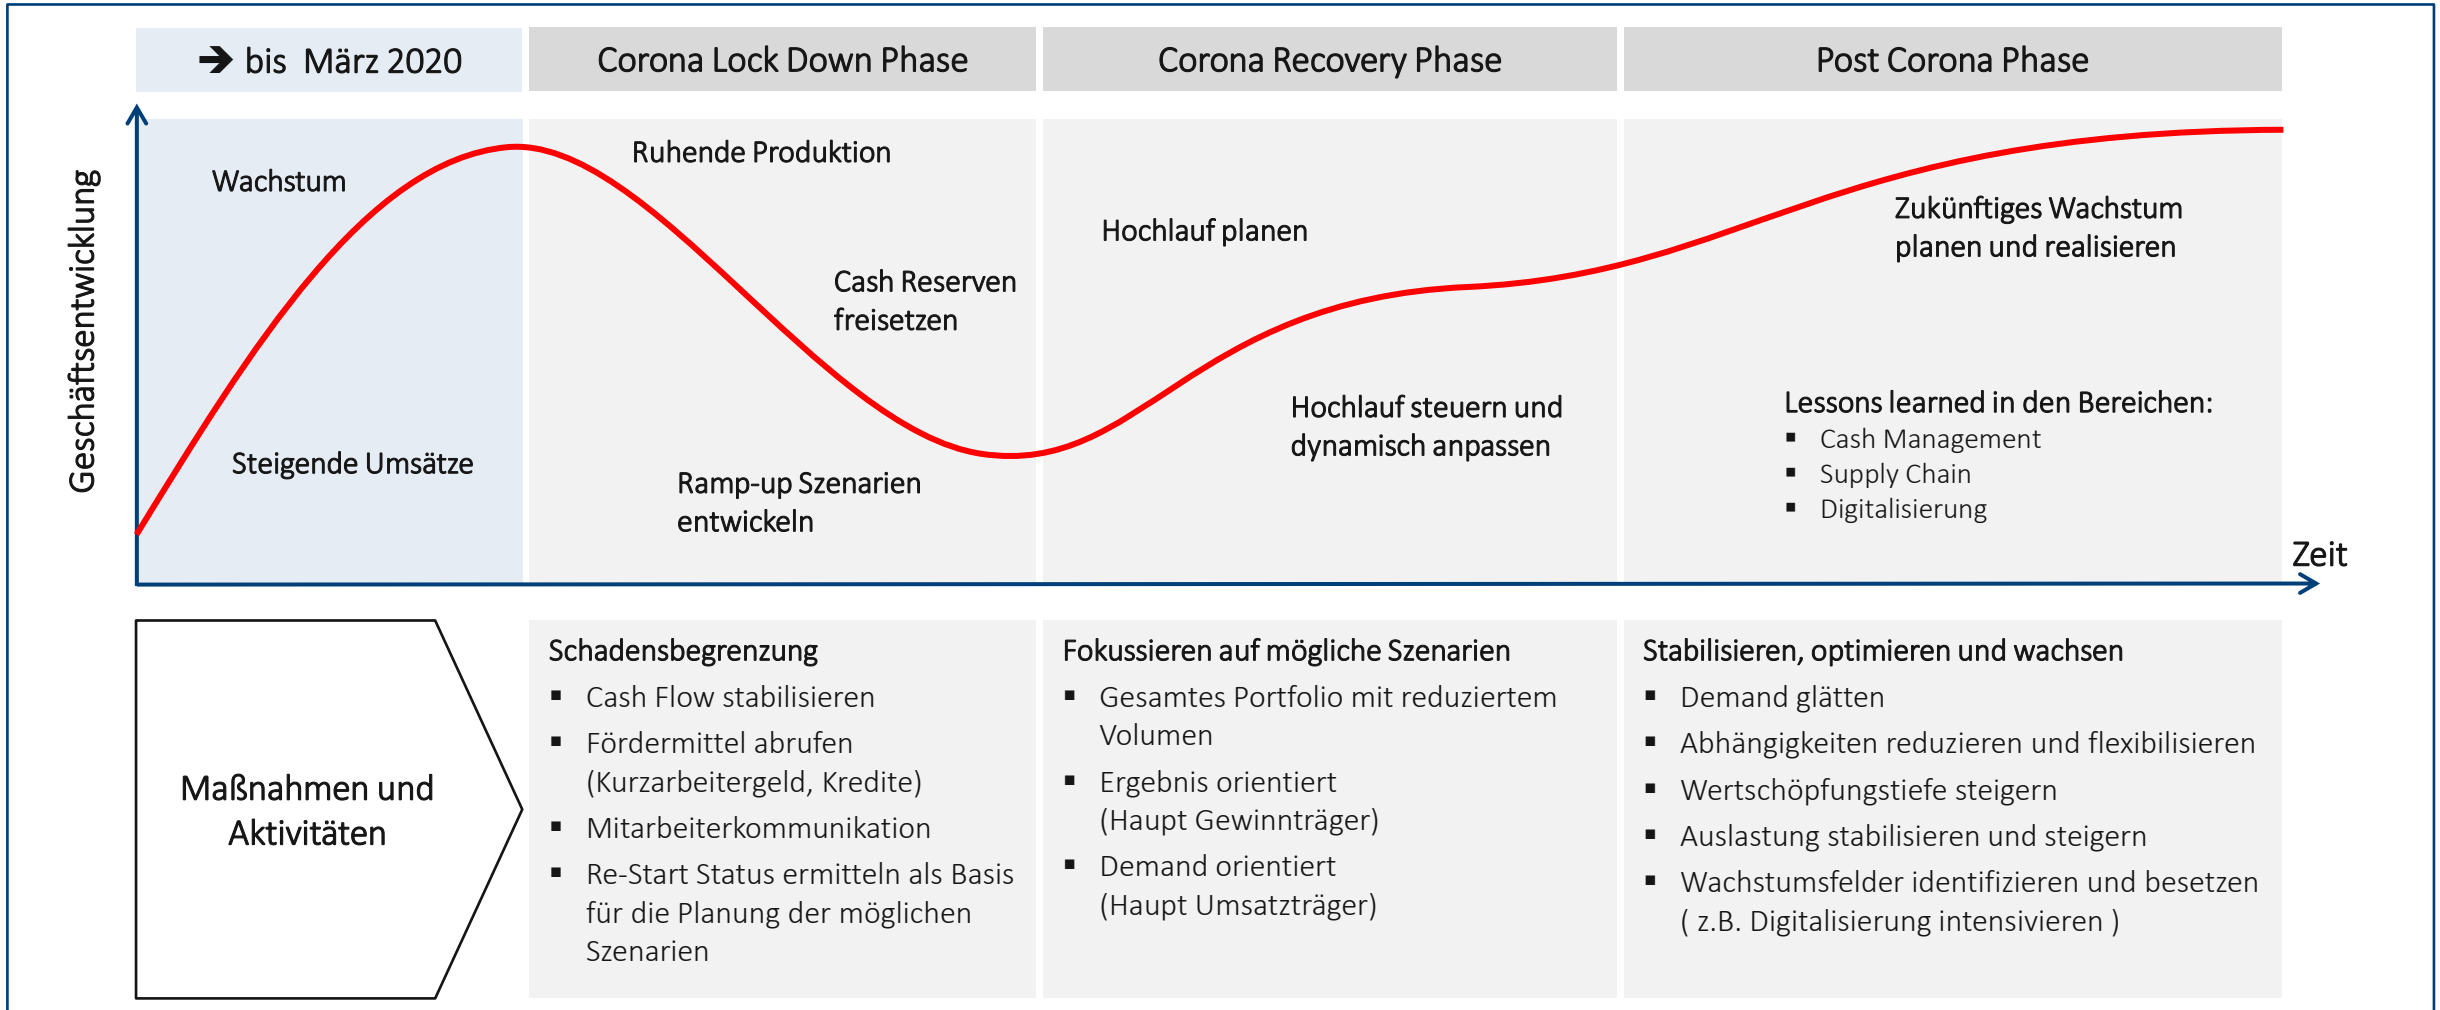 ➔ bis März 2020
Corona Lock Down Phase
Corona Recovery Phase
Post Corona Phase
Geschäftsentwicklung
Wachstum
Steigende Umsätze
Ruhende Produktion
Cash Reserven
freisetzen
Ramp-up Szenarien
entwickeln
Hochlauf planen
Hochlauf steuern und
dynamisch anpassen
Zukünftiges Wachstum
planen und realisieren
Lessons learned in den Bereichen:
▪ Cash Management
▪ Supply Chain
▪ Digitalisierung
Zeit
Maßnahmen und
Aktivitäten
Schadensbegrenzung
▪ Cash Flow stabilisieren
▪ Fördermittel abrufen
(Kurzarbeitergeld, Kredite)
▪ Mitarbeiterkommunikation
▪ Re-Start Status ermitteln als Basis
für die Planung der möglichen
Szenarien
Fokussieren auf mögliche Szenarien
▪ Gesamtes Portfolio mit reduziertem
Volumen
▪ Ergebnis orientiert
(Haupt Gewinnträger)
▪ Demand orientiert
(Haupt Umsatzträger)
Stabilisieren, optimieren und wachsen
▪ Demand glätten
▪ Abhängigkeiten reduzieren und flexibilisieren
▪ Wertschöpfungstiefe steigern
▪ Auslastung stabilisieren und steigern
▪ Wachstumsfelder identifizieren und besetzen
( z.B. Digitalisierung intensivieren )